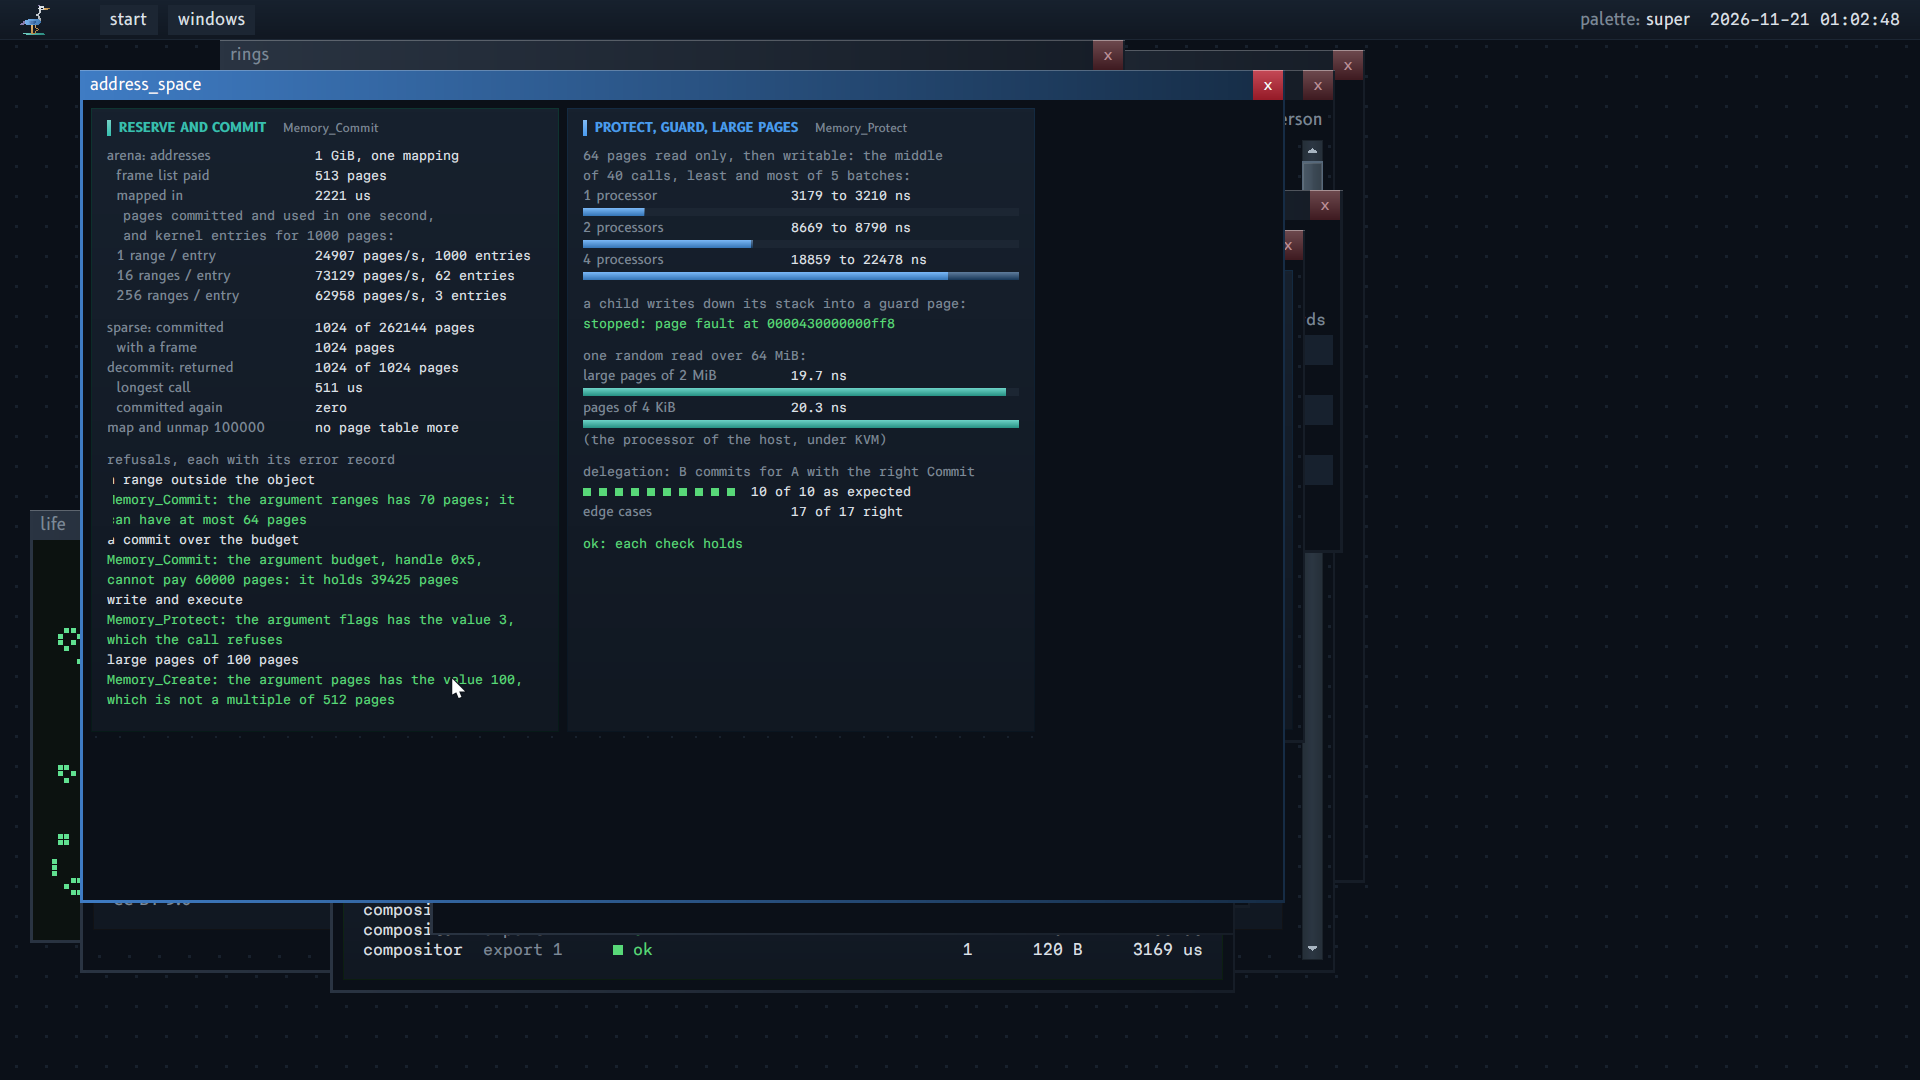 start windows palette: super 2026-11-21 01:02:48
rings x
x
address_space x x
RESERVE AND COMMIT Memory_Commit
arena: addresses 1 GiB, one mapping
frame list paid 513 pages
mapped in 2221 us
pages committed and used in one second,
and kernel entries for 1000 pages:
1 range / entry 24907 pages/s, 1000 entries
16 ranges / entry 73129 pages/s, 62 entries
256 ranges / entry 62958 pages/s, 3 entries
sparse: committed 1024 of 262144 pages
with a frame 1024 pages
decommit: returned 1024 of 1024 pages
longest call 511 us
committed again zero
map and unmap 100000 no page table more
refusals, each with its error record
range outside the object
Memory_Commit: the argument ranges has 70 pages; it
can have at most 64 pages
a commit over the budget
Memory_Commit: the argument budget, handle 0x5,
cannot pay 60000 pages: it holds 39425 pages
write and execute
Memory_Protect: the argument flags has the value 3,
which the call refuses
large pages of 100 pages
Memory_Create: the argument pages has the value 100,
which is not a multiple of 512 pages
PROTECT, GUARD, LARGE PAGES Memory_Protect
64 pages read only, then writable: the middle
of 40 calls, least and most of 5 batches:
1 processor 3179 to 3210 ns
2 processors 8669 to 8790 ns
4 processors 18859 to 22478 ns
a child writes down its stack into a guard page:
stopped: page fault at 0000430000000ff8
one random read over 64 MiB:
large pages of 2 MiB 19.7 ns
pages of 4 KiB 20.3 ns
(the processor of the host, under KVM)
delegation: B commits for A with the right Commit
10 of 10 as expected
edge cases 17 of 17 right
ok: each check holds
erson
x
x
ds
life
composi
composi
compositor export 1 ok 1 120 B 3169 us